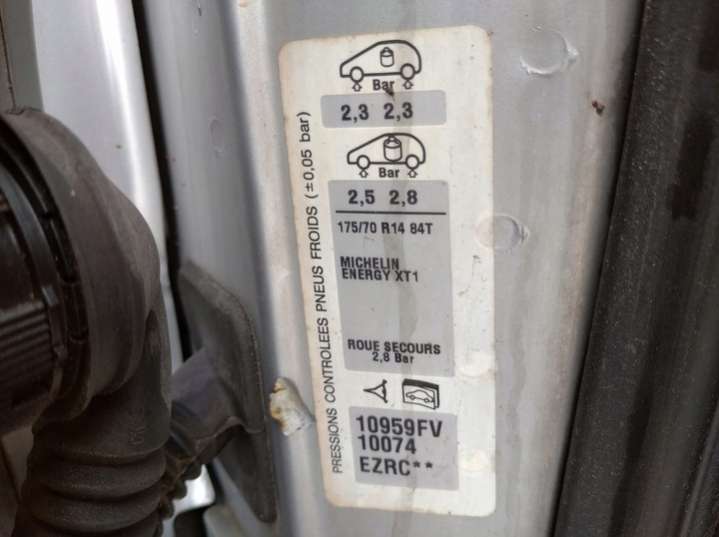 PRESSIONS CONTROLEES PNEUS FROIDS (±0,05 bar)
Bar
2,3 2,3
Bar
2,5 2,8
175/70 R14 84T
MICHELIN
ENERGY XT1
ROUE SECOURS
2,8 Bar
10959FV
10074
EZRC**